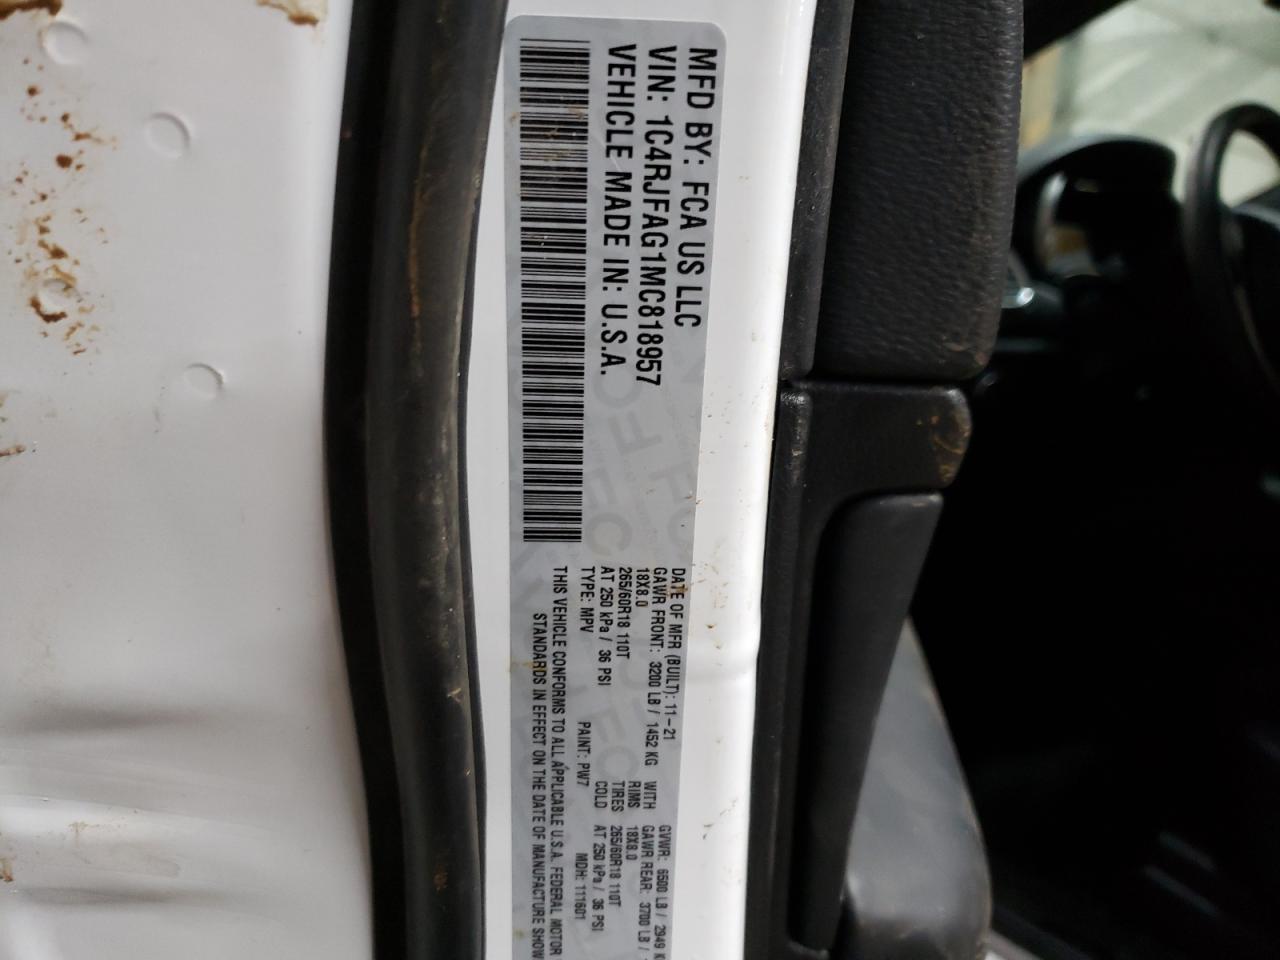 MFD BY: FCA US LLC
VIN: 1C4RJFAG1MC818957
VEHICLE MADE IN: U.S.A.
DATE OF MFR (BUILT): 11-21 GVWR: 6500 LB / 2949 K
GAWR FRONT: 3200 LB / 1452 KG WITH GAWR REAR: 3700 LB /
18X8.0 RIMS 18X8.0
265/60R18 110T TIRES 265/60R18 110T
AT 250 kPa / 36 PSI COLD AT 250 kPa / 36 PSI
TYPE: MPV PAINT: PW7 MDH: 111601
THIS VEHICLE CONFORMS TO ALL APPLICABLE U.S.A. FEDERAL MOTOR
STANDARDS IN EFFECT ON THE DATE OF MANUFACTURE SHOW